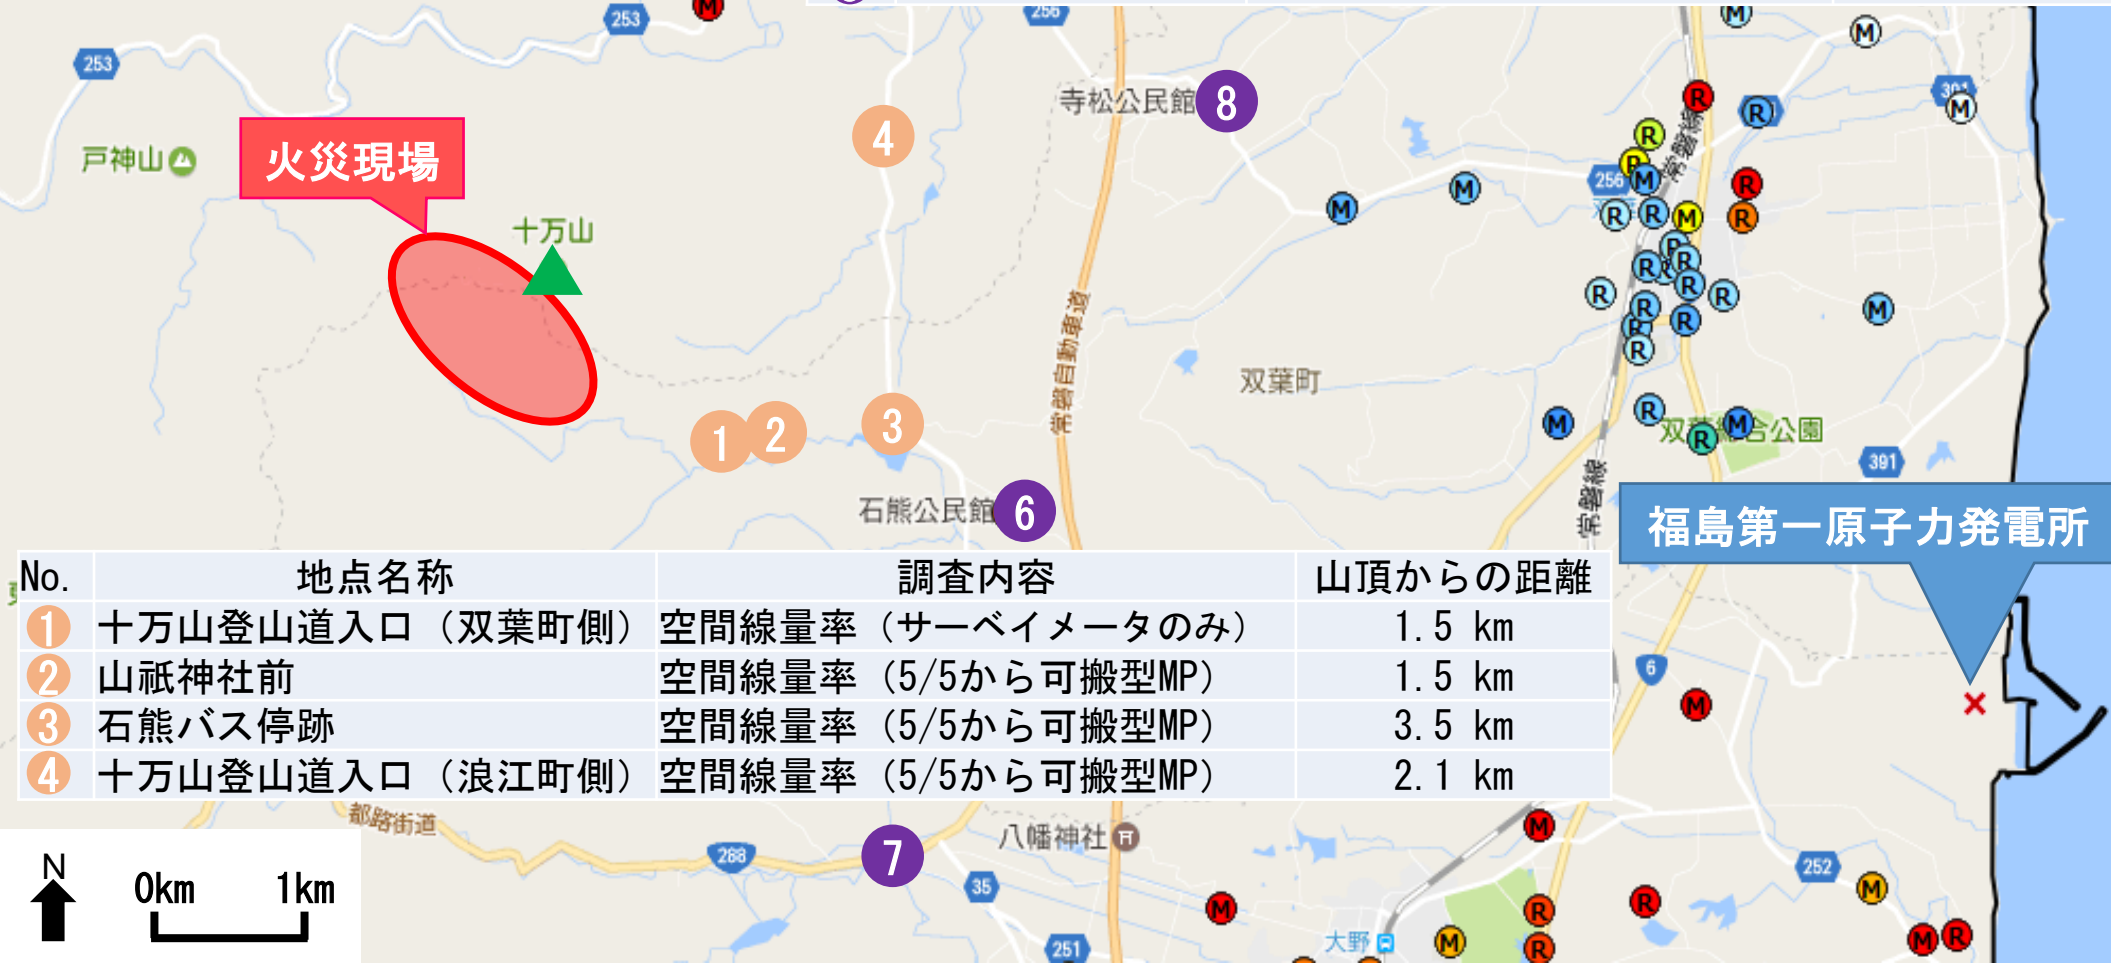 253
256
253
M
M
M
寺松公民館
8
391
M
R
R
常磐線
4
R
戸神山
火災現場
R
256
M
R
M
M
R
R
M
R
十万山
R
R
R
R
R
R
R
M
常磐自動車道
R
R
R
R
双葉町
1
2
3
M
R
双葉総合公園
R
M
391
常磐線
石熊公民館
6
福島第一原子力発電所
No. 地点名称 調査内容 山頂からの距離
1 十万山登山道入口（双葉町側） 空間線量率（サーベイメータのみ） 1.5 km
2 山祇神社前 空間線量率（5/5から可搬型MP） 1.5 km
3 石熊バス停跡 空間線量率（5/5から可搬型MP） 3.5 km
4 十万山登山道入口（浪江町側） 空間線量率（5/5から可搬型MP） 2.1 km
6
M
都路街道
八幡神社
M
288
7
35
252
M
N
0km 1km
M
R
R
大野
M
R
251
M
R